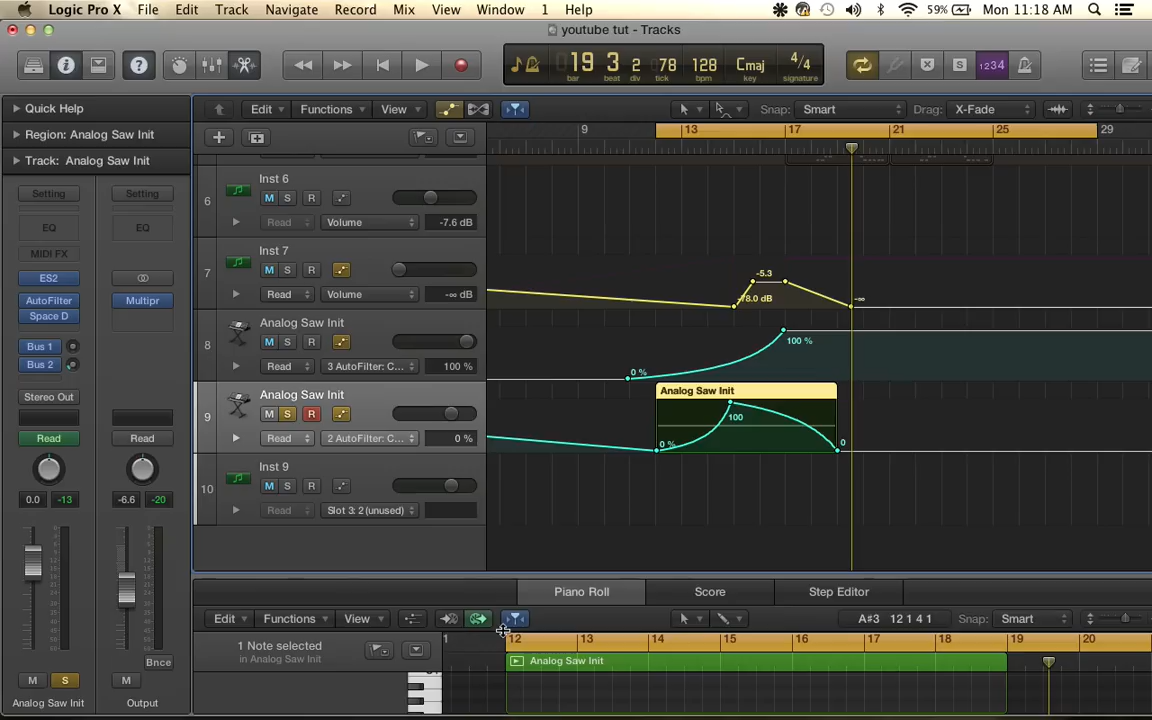 Logic Pro X File Edit Track Navigate Record Mix View Window 1 Help 59% Mon 11:18 AM
youtube tut - Tracks
19 3 2 78 128 Cmaj 4/4
bar beat div tick bpm key signature
1234
Quick Help
Region: Analog Saw Init
Track: Analog Saw Init
Edit Functions View Snap: Smart Drag: X-Fade
9 13 17 21 25 29
Setting Setting
EQ EQ
MIDI FX
ES2
AutoFilter Multipr
Space D
Bus 1
Bus 2
Stereo Out
Read Read
0.0 -13 -6.6 -20
Bnce
M S M
Analog Saw Init Output
6 Inst 6
M S R
Read Volume -7.6 dB
7 Inst 7
M S R
Read Volume -∞ dB
-5.3
-78.0 dB
-∞
8 Analog Saw Init
M S R
Read 3 AutoFilter: C... 100 %
0 %
100 %
9 Analog Saw Init
M S R
Read 2 AutoFilter: C... 0 %
Analog Saw Init
100
0 %
0
10 Inst 9
M S R
Read Slot 3: 2 (unused)
Piano Roll Score Step Editor
Edit Functions View A#3 12 1 4 1 Snap: Smart
1 Note selected
in Analog Saw Init
1 12 13 14 15 16 17 18 19 20
Analog Saw Init